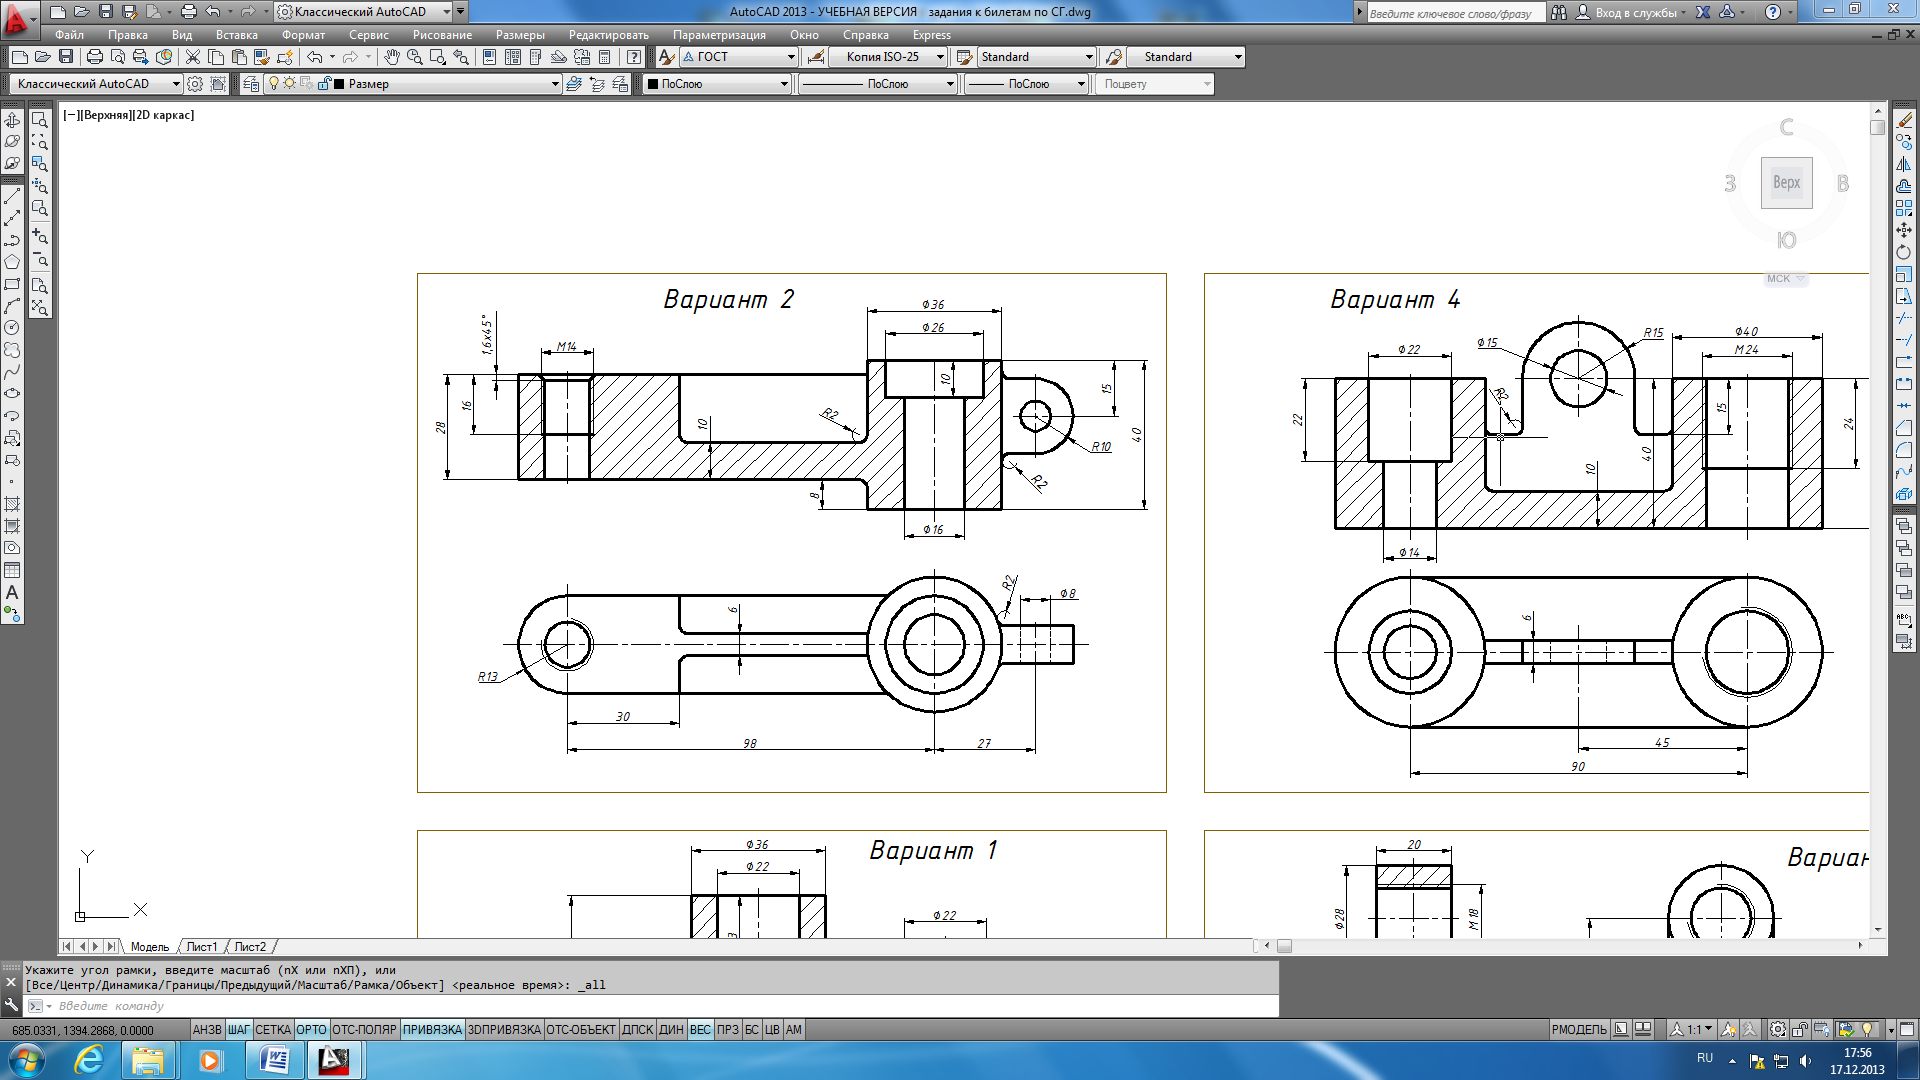 Классический AutoCAD
AutoCAD 2013 - УЧЕБНАЯ ВЕРСИЯ задания к билетам по СГ.dwg
Введите ключевое слово/фразу
Вход в службы
Файл Правка Вид Вставка Формат Сервис Рисование Размеры Редактировать Параметризация Окно Справка Express
ГОСТ Копия ISO-25 Standard Standard
Классический AutoCAD Размер ПоСлою ПоСлою ПоСлою Поцвету
[−][Верхняя][2D каркас]
С
З Верх В
Ю
МСК
Вариант 2
Ф36
Ф26
1,6x45°
М14
28
16
10
R2
10
15
40
R10
R2
8
Ф16
R2
Ф8
6
R13
30
98 27
Вариант 4
Ф22
Ф15
R15
Ф40
М24
R2
22
15
24
40
10
Ф14
6
45
90
Вариант 1
Ф36
Ф22
Ф22
20
Вариан
Ф28
М18
Y
X
Модель Лист1 Лист2
Укажите угол рамки, введите масштаб (nX или nXП), или
[Все/Центр/Динамика/Границы/Предыдущий/Масштаб/Рамка/Объект] <реальное время>: _all
Введите команду
685.0331, 1394.2868, 0.0000 АНЗВ ШАГ СЕТКА ОРТО ОТС-ПОЛЯР ПРИВЯЗКА 3DПРИВЯЗКА ОТС-ОБЪЕКТ ДПСК ДИН ВЕС ПРЗ БС ЦВ АМ РМОДЕЛЬ 1:1
RU
17:56
17.12.2013